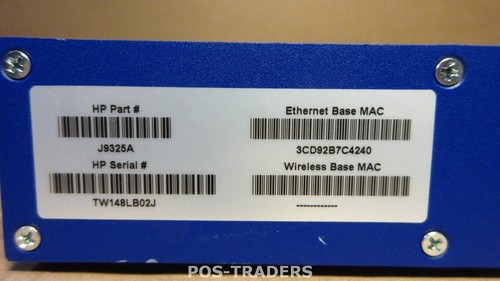 HP Part #
J9325A
HP Serial #
TW148LB02J
Ethernet Base MAC
3CD92B7C4240
Wireless Base MAC
------------
POS-TRADERS